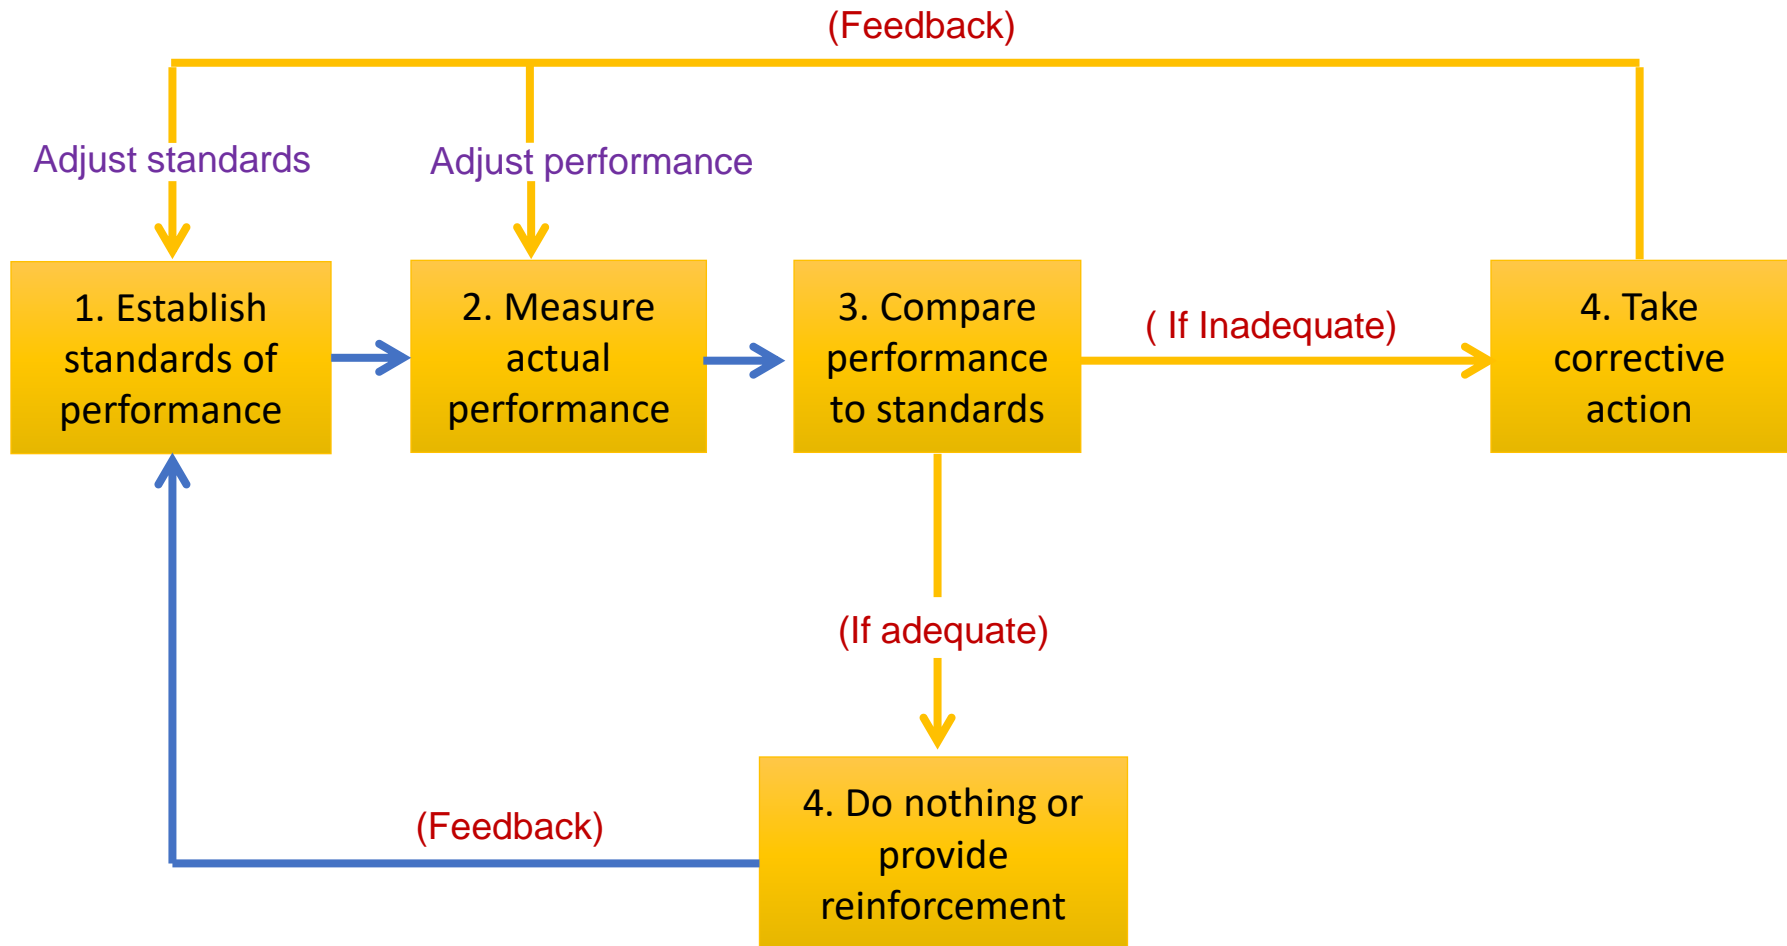 (Feedback)
Adjust standards
Adjust performance
1. Establish
standards of
performance
2. Measure
actual
performance
3. Compare
performance
to standards
( If Inadequate)
4. Take
corrective
action
(If adequate)
(Feedback)
4. Do nothing or
provide
reinforcement